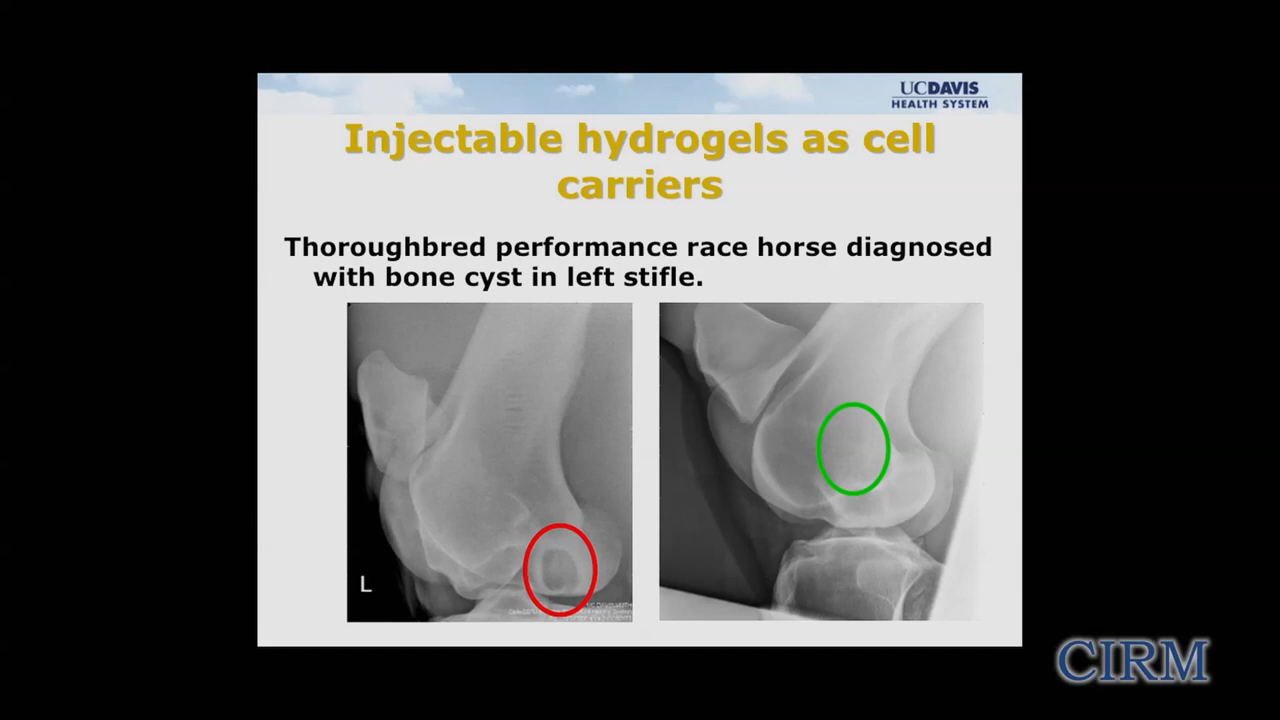 UCDAVIS
HEALTH SYSTEM
Injectable hydrogels as cell
carriers
Thoroughbred performance race horse diagnosed
with bone cyst in left stifle.
L
CIRM